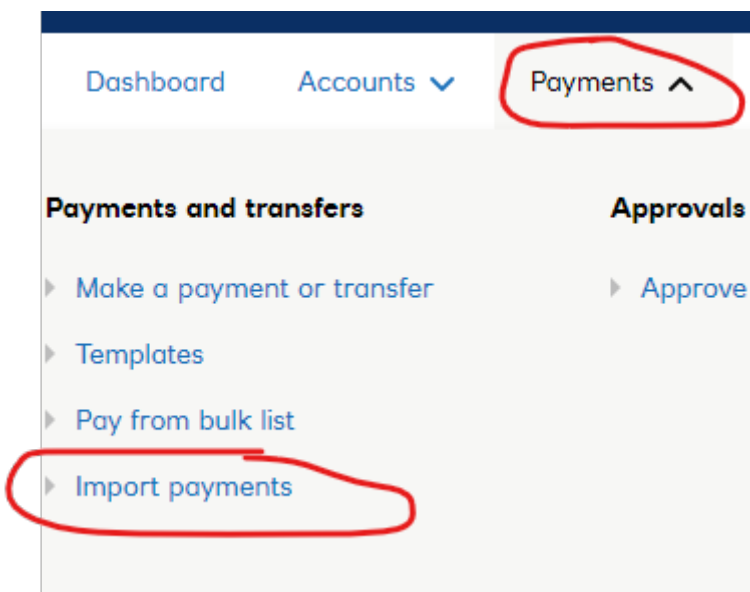 Dashboard Accounts Payments
Payments and transfers Approvals
Make a payment or transfer Approve
Templates
Pay from bulk list
Import payments